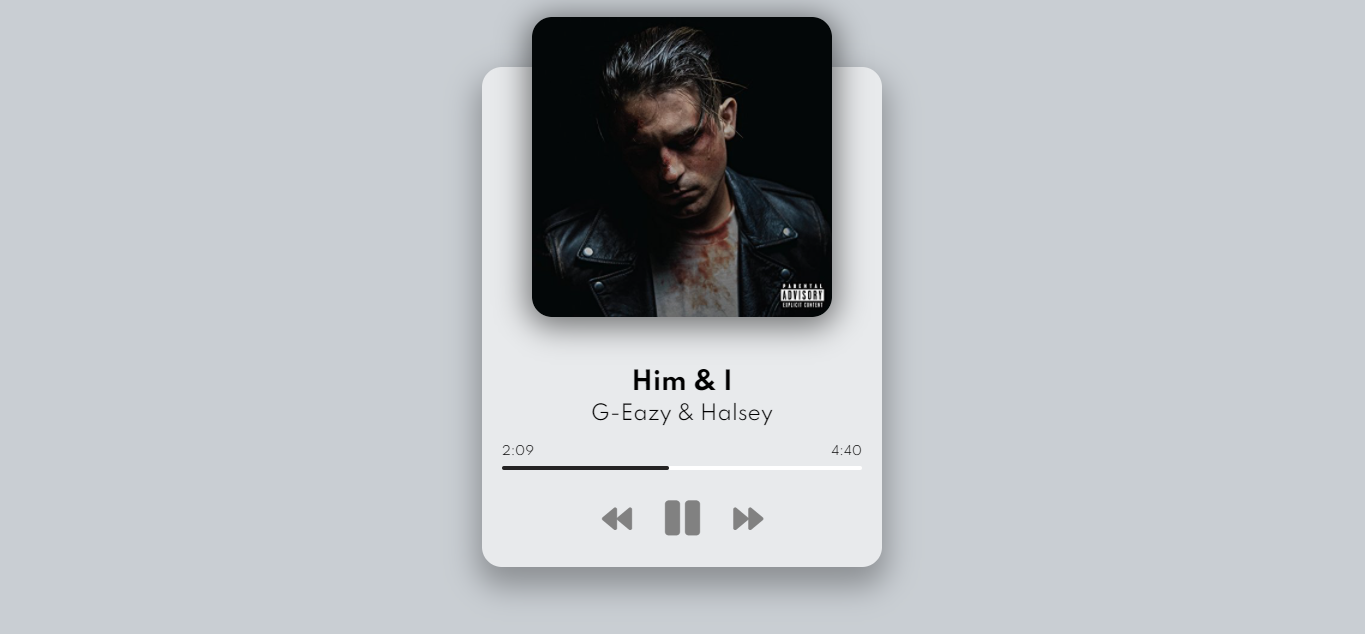 PARENTAL
ADVISORY
EXPLICIT CONTENT
Him & I
G-Eazy & Halsey
2:09 4:40